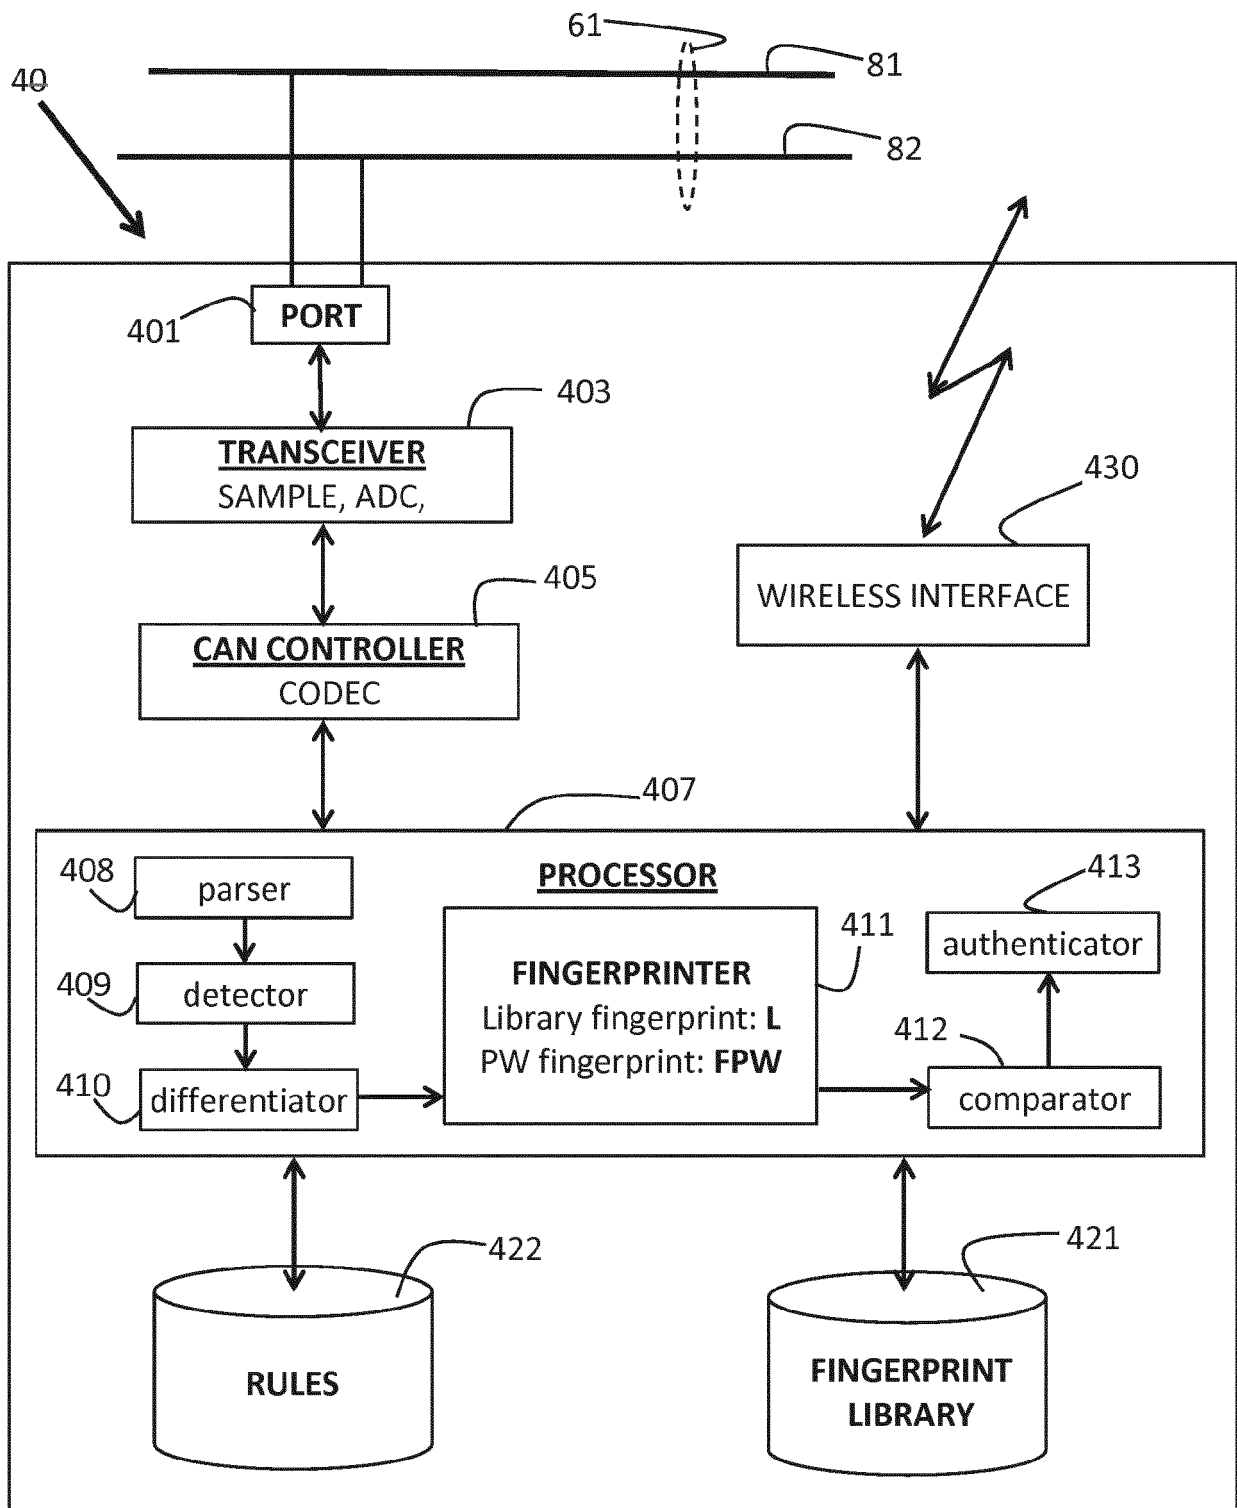 61
81
40
82
401
PORT
403
TRANSCEIVER
SAMPLE, ADC,
430
WIRELESS INTERFACE
405
CAN CONTROLLER
CODEC
407
PROCESSOR
408
parser
413
authenticator
411
FINGERPRINTER
Library fingerprint: L
PW fingerprint: FPW
409
detector
412
410
differentiator
comparator
422
421
RULES
FINGERPRINT
LIBRARY